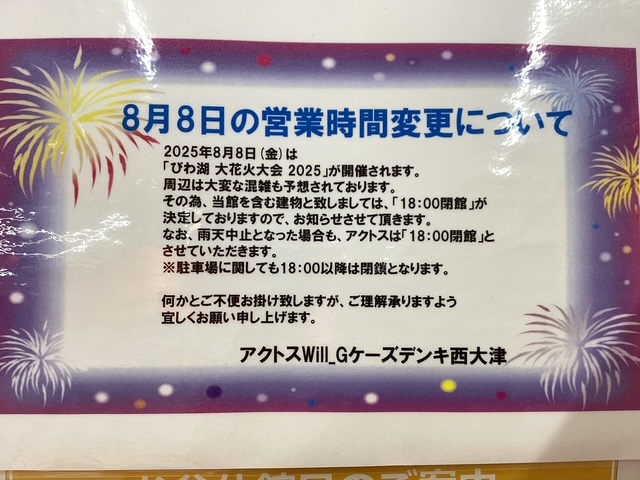 8月8日の営業時間変更について
2025年8月8日(金)は
「びわ湖 大花火大会 2025」が開催されます。
周辺は大変な混雑も予想されております。
その為、当館を含む建物と致しましては、「18:00閉館」が
決定しておりますので、お知らせさせて頂きます。
なお、雨天中止となった場合も、アクトスは「18:00閉館」と
させていただきます。
※駐車場に関しても18:00以降は閉鎖となります。
何かとご不便お掛け致しますが、ご理解承りますよう
宜しくお願い申し上げます。
アクトスWill_Gケーズデンキ西大津